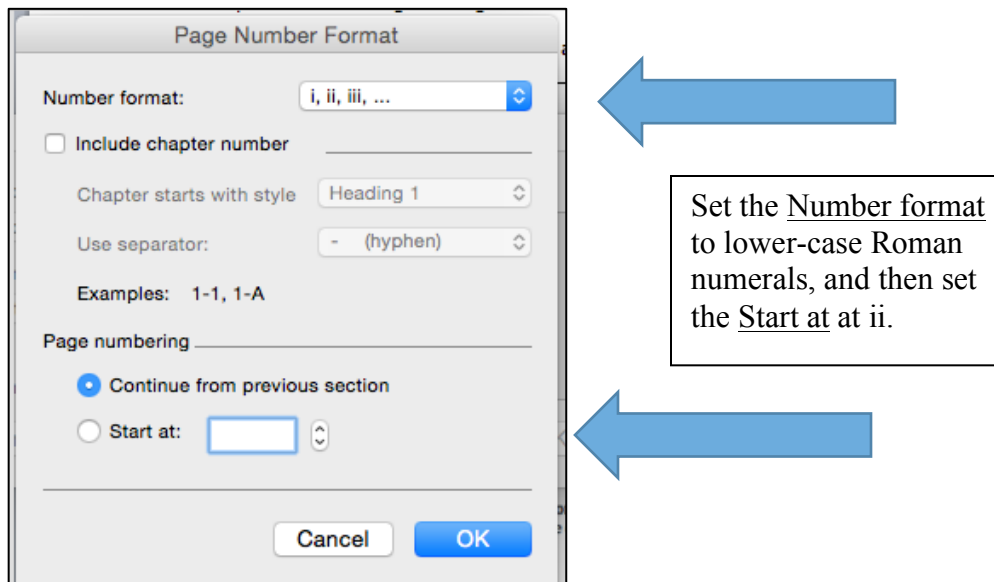 Page Number Format
Number format: i, ii, iii, ...
Include chapter number
Chapter starts with style Heading 1
Use separator: - (hyphen)
Examples: 1-1, 1-A
Page numbering
Continue from previous section
Start at:
Cancel OK
Set the Number format
to lower-case Roman
numerals, and then set
the Start at at ii.